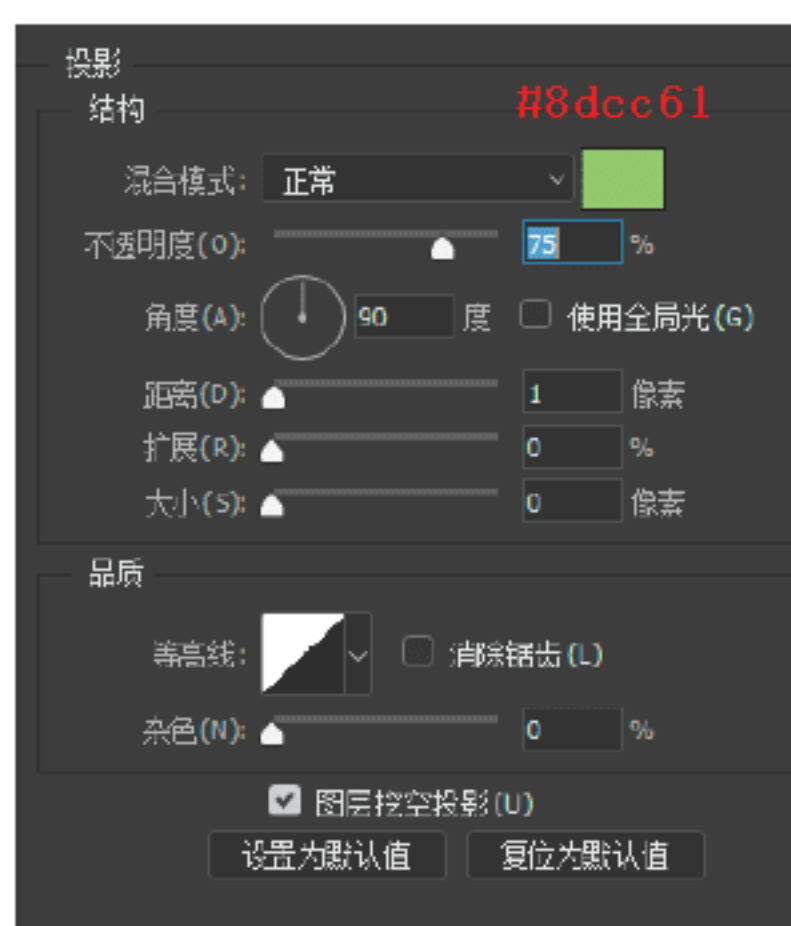 投影
结构
#8dcc61
混合模式: 正常
不透明度(O): 75 %
角度(A): 90 度 使用全局光(G)
距离(D): 1 像素
扩展(R): 0 %
大小(S): 0 像素
品质
等高线: 消除锯齿(L)
杂色(N): 0 %
图层挖空投影(U)
设置为默认值 复位为默认值